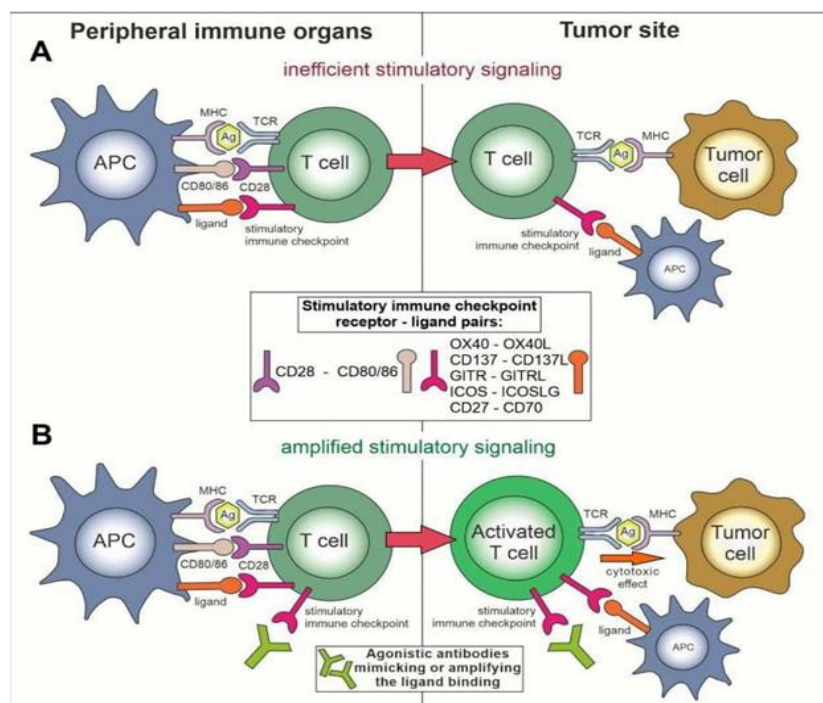 Peripheral immune organs
Tumor site
A
inefficient stimulatory signaling
MHC
TCR
Ag
APC
T cell
CD80/86
CD28
ligand
stimulatory
immune checkpoint
TCR
MHC
Ag
T cell
Tumor
cell
stimulatory
immune checkpoint
ligand
APC
Stimulatory immune checkpoint
receptor - ligand pairs:
CD28 - CD80/86
OX40 - OX40L
CD137 - CD137L
GITR - GITRL
ICOS - ICOSLG
CD27 - CD70
B
amplified stimulatory signaling
MHC
TCR
Ag
APC
T cell
CD80/86
CD28
ligand
stimulatory
immune checkpoint
TCR
MHC
Ag
Activated
T cell
Tumor
cell
cytotoxic
effect
stimulatory
immune checkpoint
ligand
APC
Agonistic antibodies
mimicking or amplifying
the ligand binding